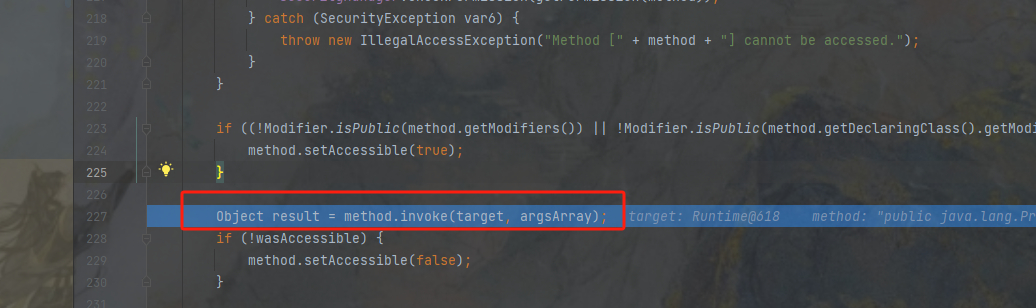 218 } catch (SecurityException var6) {
219 throw new IllegalAccessException("Method [" + method + "] cannot be accessed.");
220 }
221 }
222
223 if ((!Modifier.isPublic(method.getModifiers()) || !Modifier.isPublic(method.getDeclaringClass().getModi
224 method.setAccessible(true);
225 }
226
227 Object result = method.invoke(target, argsArray); target: Runtime@618 method: "public java.lang.Pr
228 if (!wasAccessible) {
229 method.setAccessible(false);
230 }
231